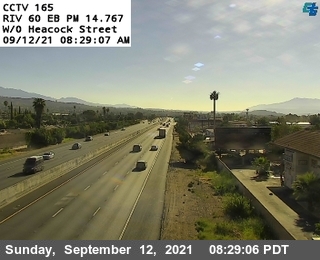 CCTV 165
RIV 60 EB PM 14.767
W/O Heacock Street
09/12/21 08:29:07 AM
Sunday, September 12, 2021 08:29:06 PDT